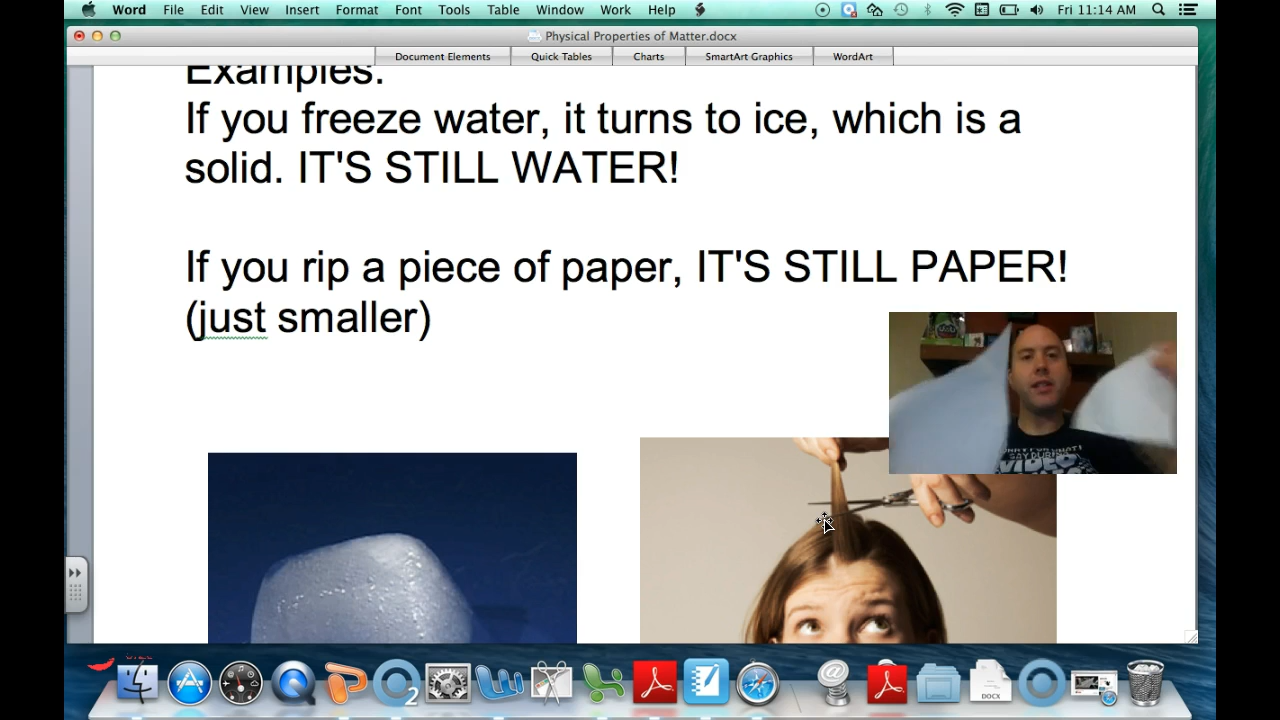 Word File Edit View Insert Format Font Tools Table Window Work Help Fri 11:14 AM
Physical Properties of Matter.docx
Document Elements Quick Tables Charts SmartArt Graphics WordArt
Examples:
If you freeze water, it turns to ice, which is a
solid. IT'S STILL WATER!
If you rip a piece of paper, IT'S STILL PAPER!
(just smaller)
VIDEO
2
DOCX